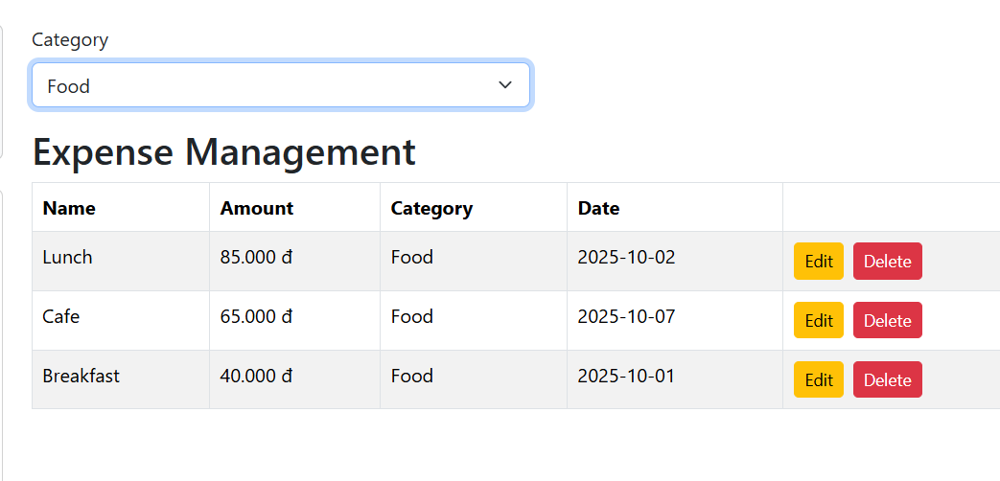 Category
Food
Expense Management
Name Amount Category Date
Lunch 85.000 đ Food 2025-10-02 Edit Delete
Cafe 65.000 đ Food 2025-10-07 Edit Delete
Breakfast 40.000 đ Food 2025-10-01 Edit Delete